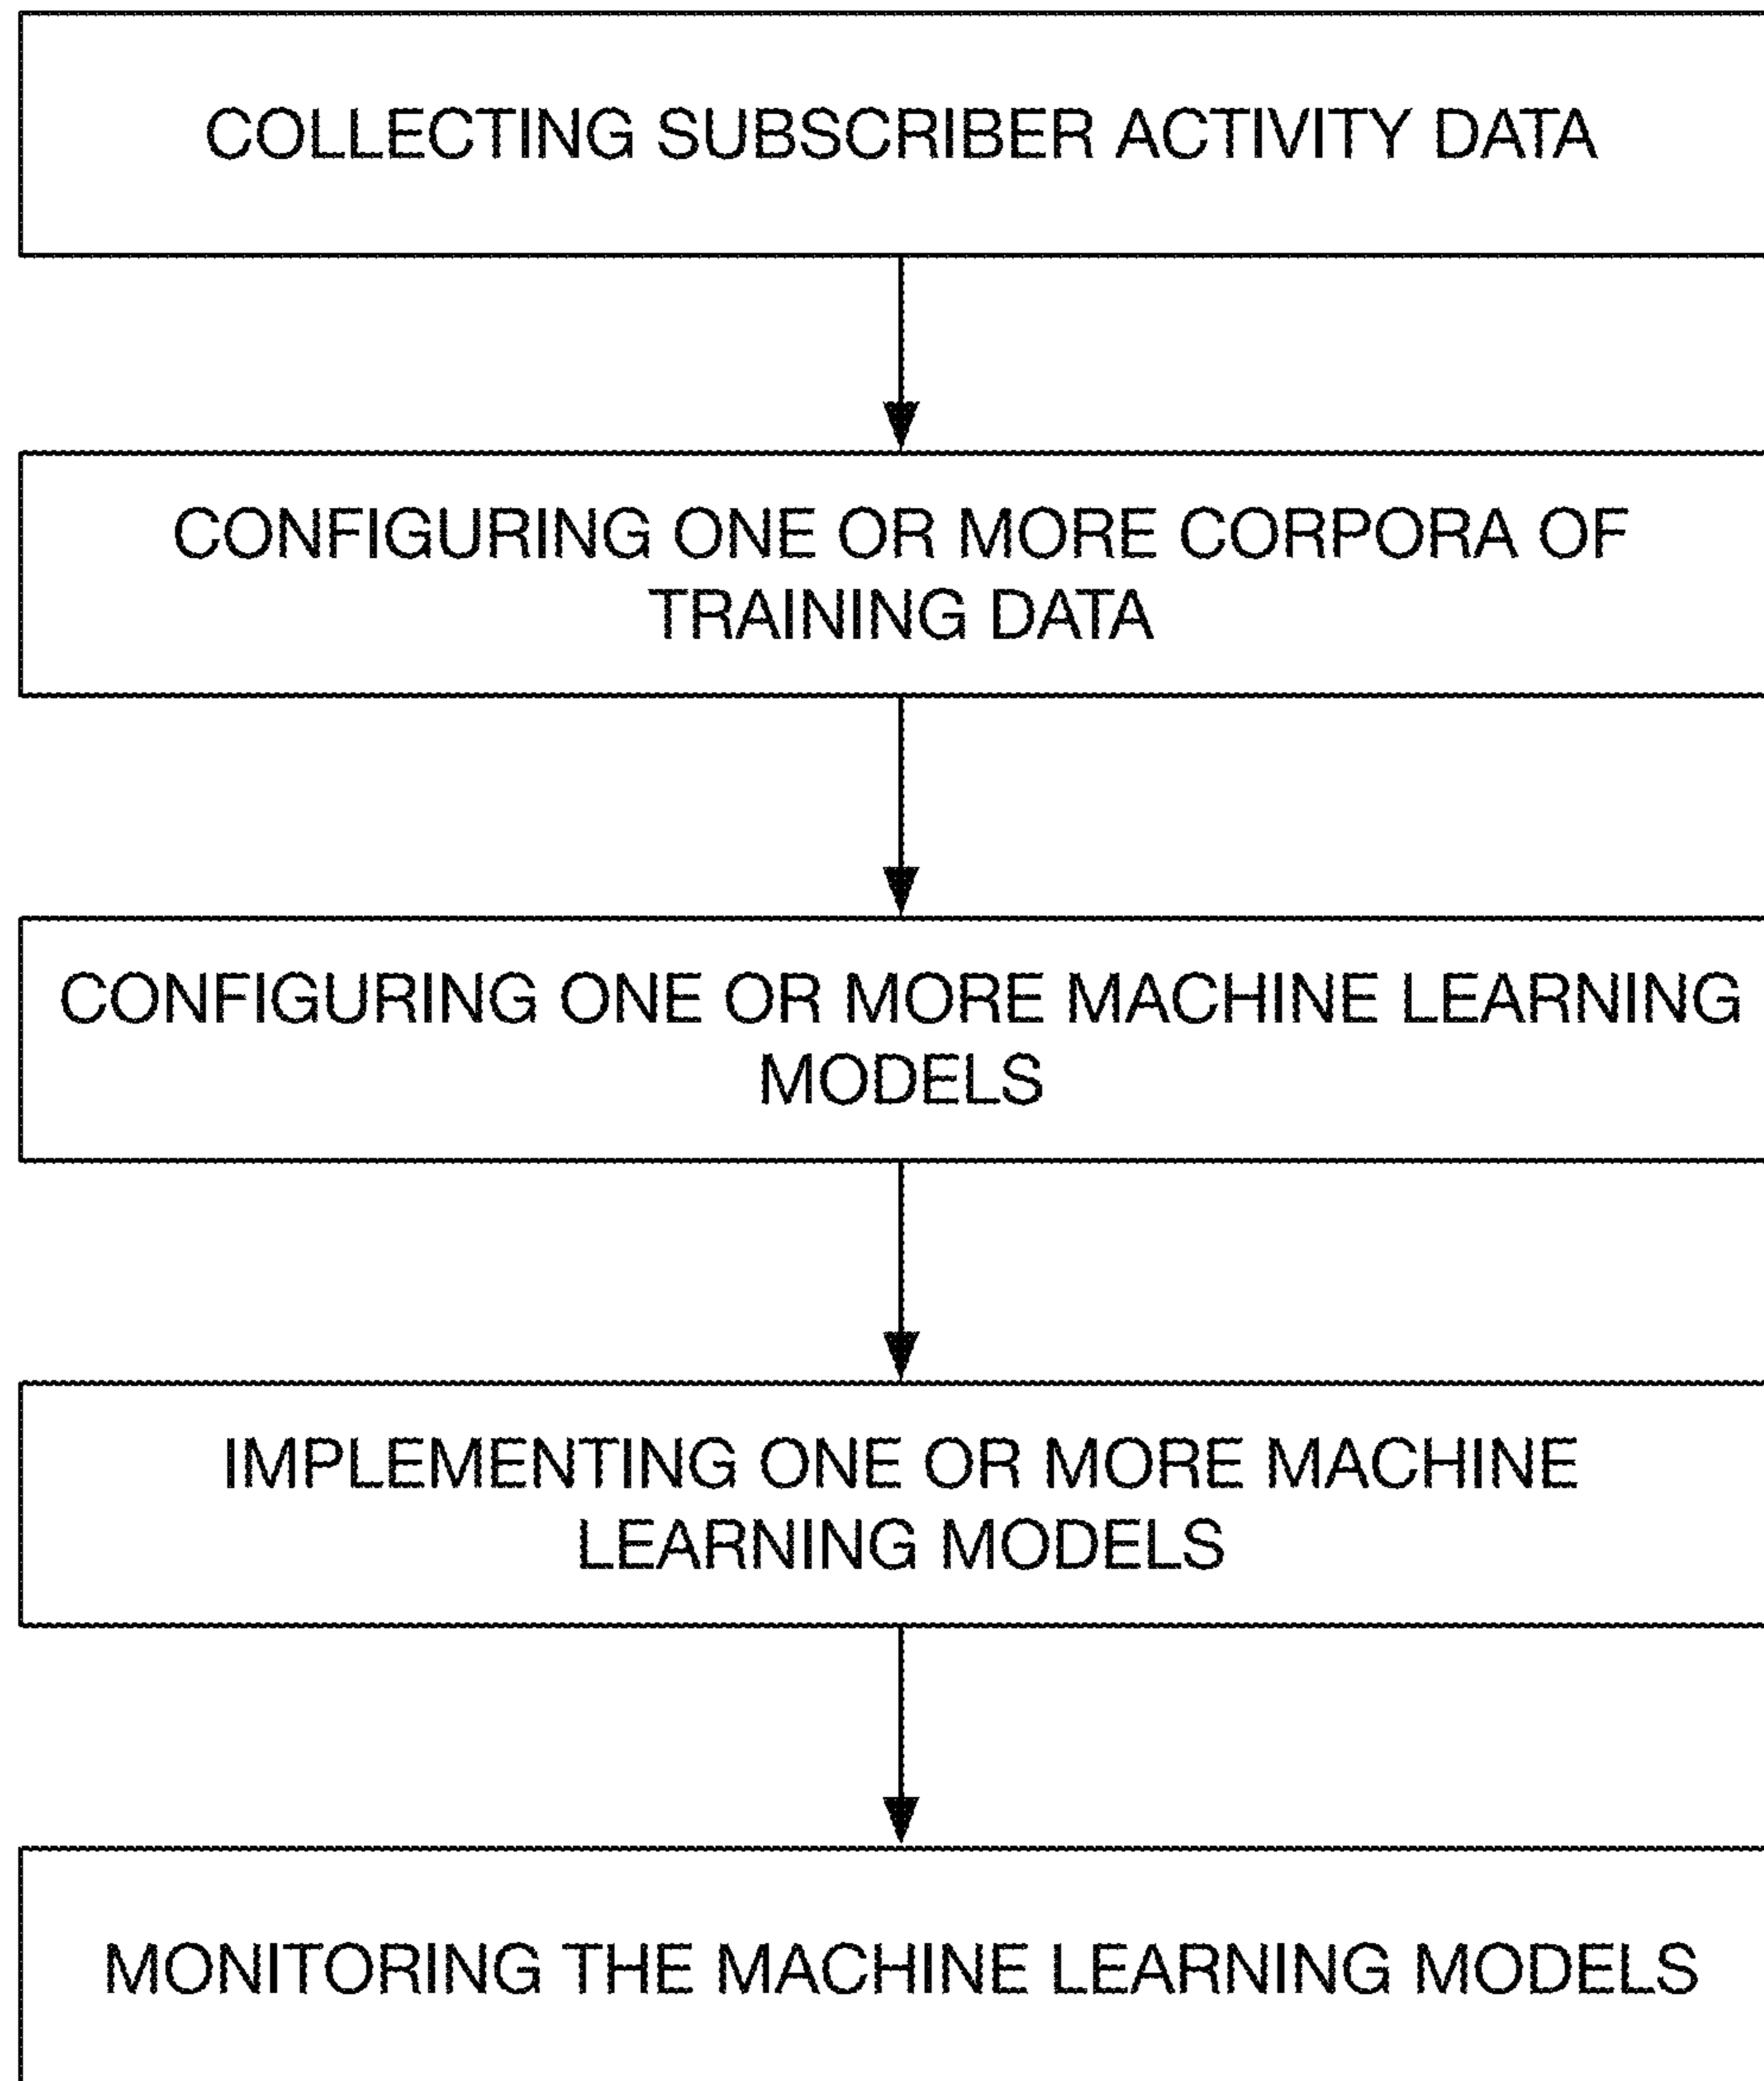 COLLECTING SUBSCRIBER ACTIVITY DATA
CONFIGURING ONE OR MORE CORPORA OF
TRAINING DATA
CONFIGURING ONE OR MORE MACHINE LEARNING
MODELS
IMPLEMENTING ONE OR MORE MACHINE
LEARNING MODELS
MONITORING THE MACHINE LEARNING MODELS